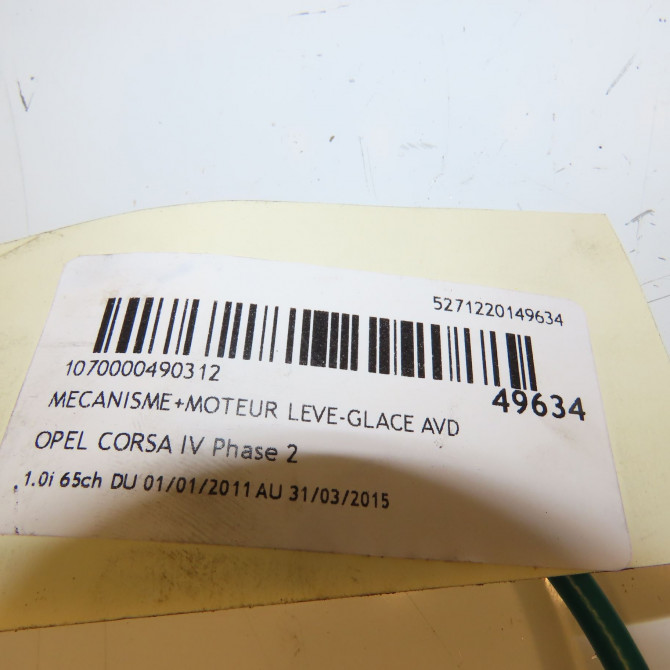 5271220149634
1070000490312
49634
MECANISME+MOTEUR LEVE-GLACE AVD
OPEL CORSA IV Phase 2
1.0i 65ch DU 01/01/2011 AU 31/03/2015